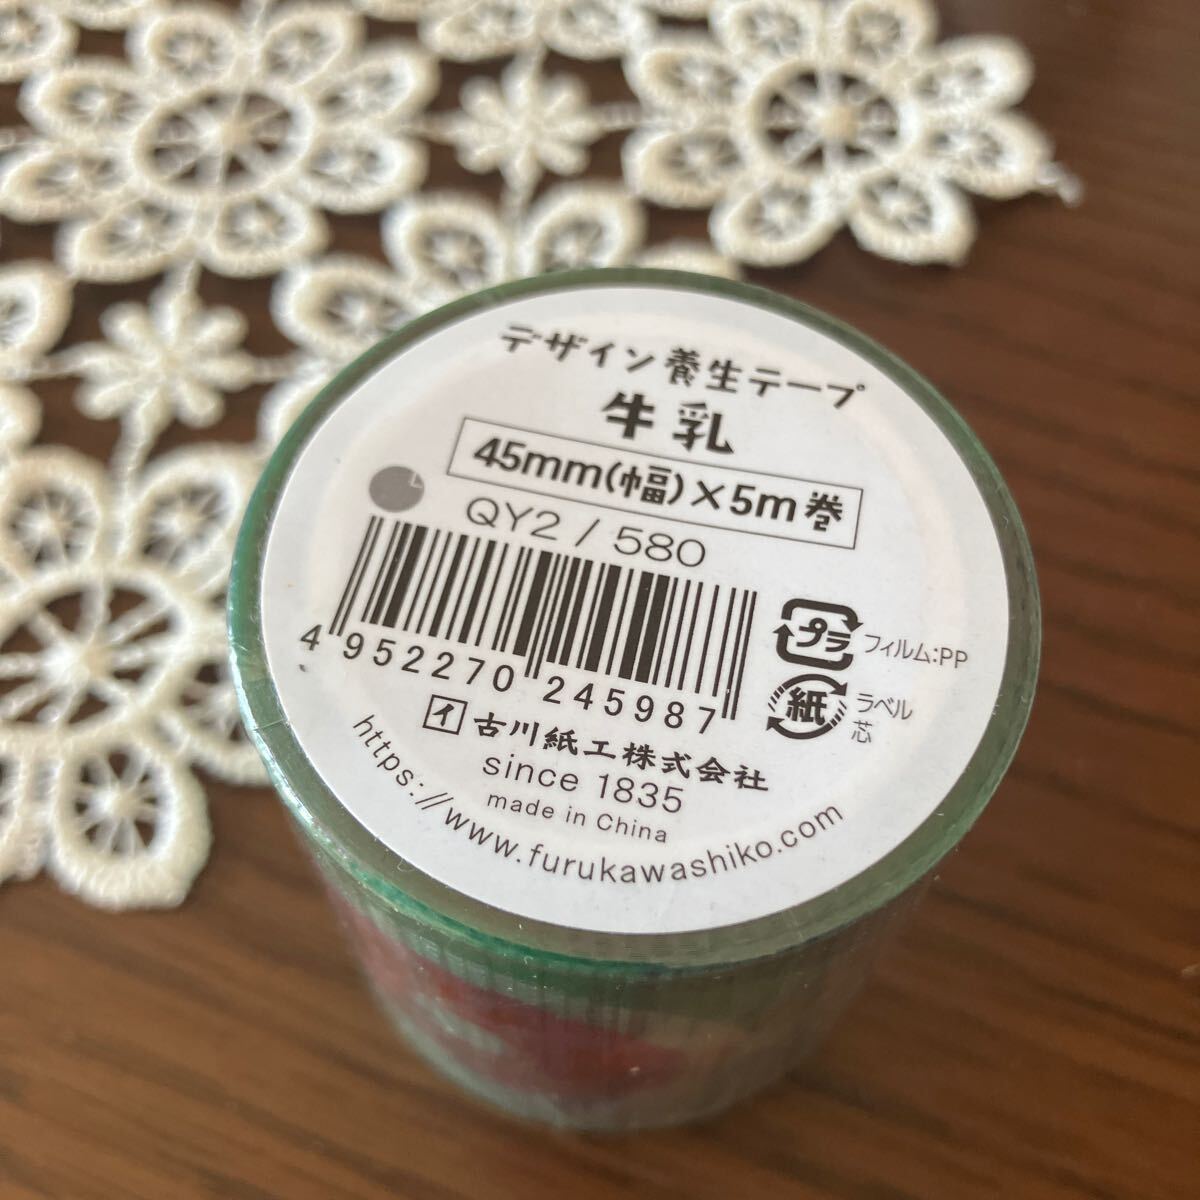 デザイン養生テープ
牛乳
45mm(幅)×5m巻
QY2 / 580
4 952270 245987
プラ フィルム:PP
紙 ラベル
芯
イ 古川紙工株式会社
since 1835
made in China
https://www.furukawashiko.com